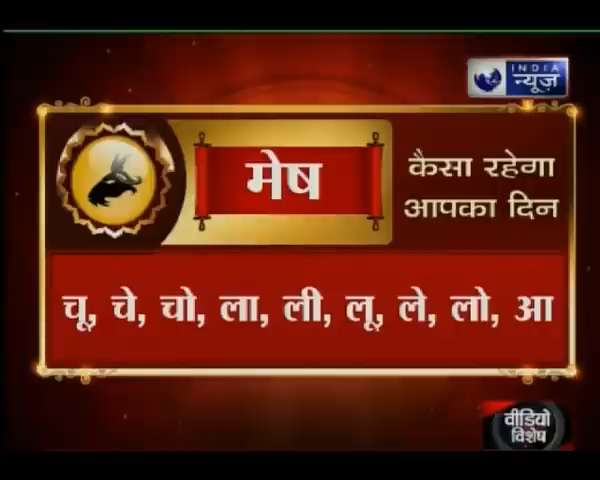 INDIA
न्यूज़
मेष
कैसा रहेगा
आपका दिन
चू, चे, चो, ला, ली, लू, ले, लो, आ
वीडियो
विशेष